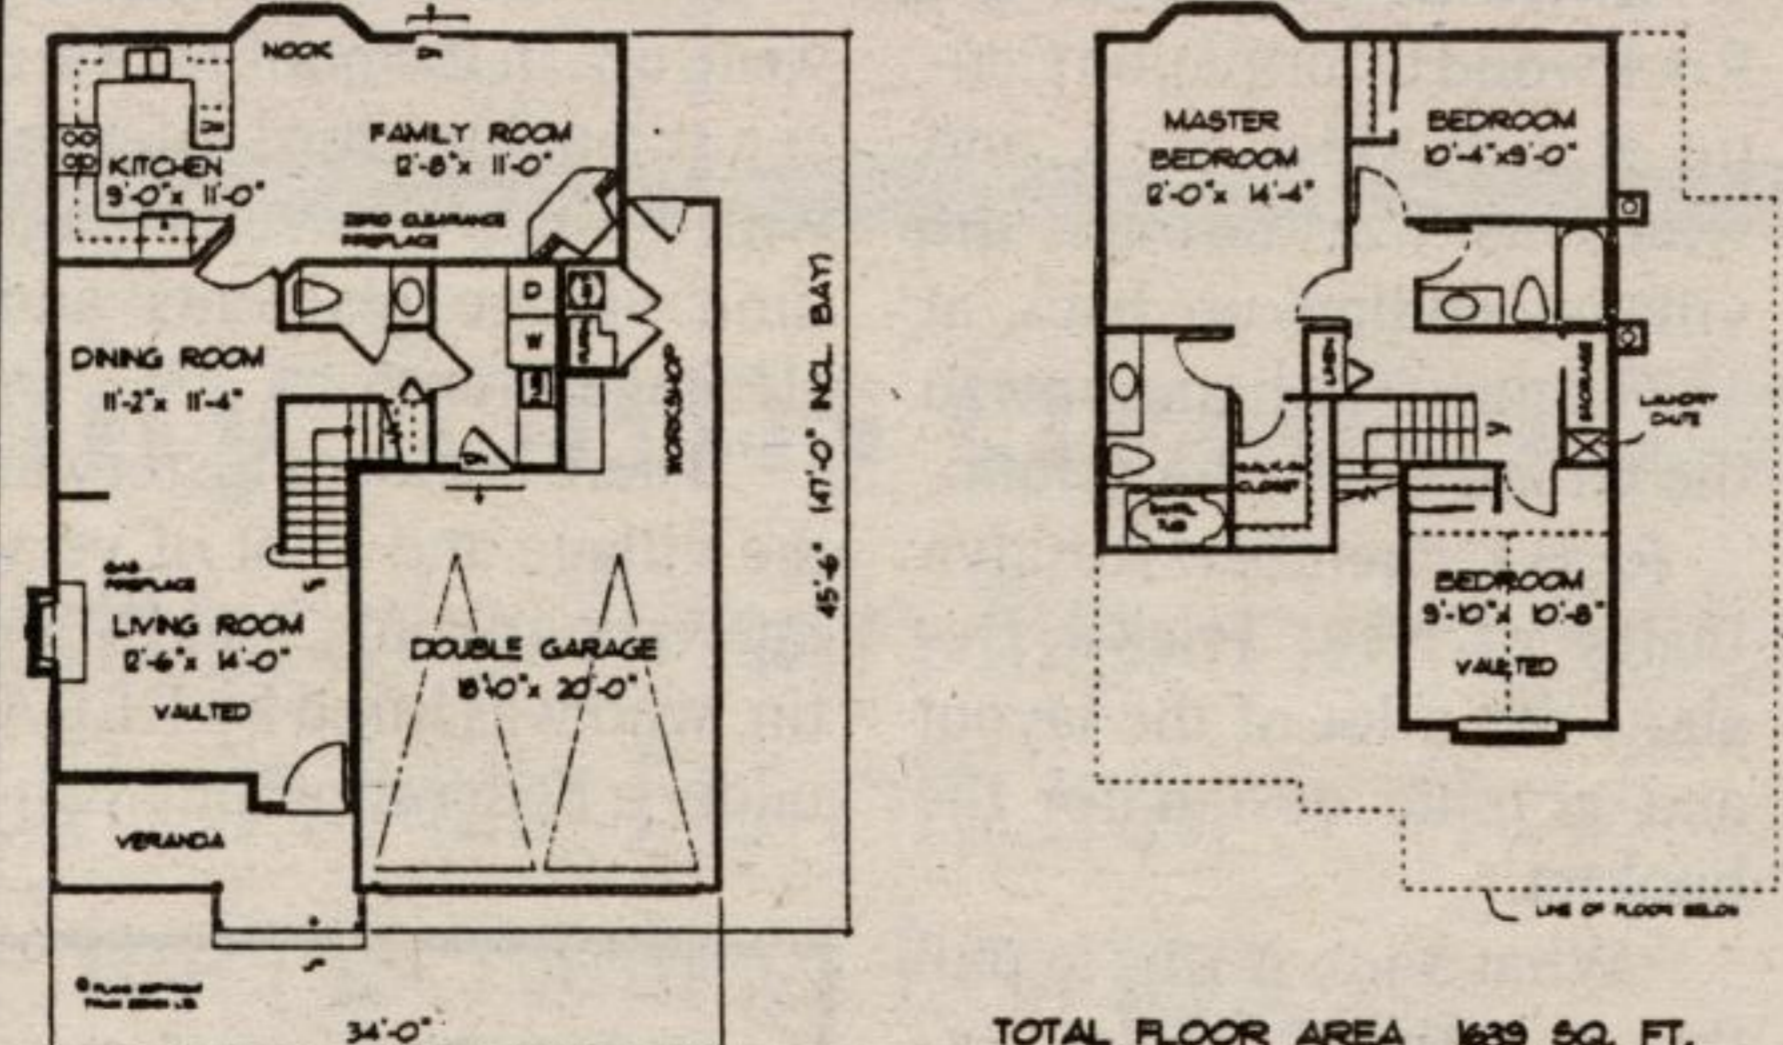 NOOK
DN
FAMILY ROOM
12'-8" x 11'-0"
KITCHEN
9'-0" x 11'-0"
DW
ZERO CLEARANCE
FIREPLACE
D
W
DINING ROOM
11'-2" x 11'-4"
WORKSHOP
DN
GAS
FIREPLACE
LIVING ROOM
12'-6" x 14'-0"
VAULTED
DOUBLE GARAGE
18'-0" x 20'-0"
VERANDA
45'-6" (47'-0" INCL. BAY)
34'-0"
MASTER
BEDROOM
12'-0" x 14'-4"
BEDROOM
10'-4" x 9'-0"
LINEN
STORAGE
LAUNDRY
CHUTE
WALK-IN
CLOSET
TUB
BEDROOM
9'-10" x 10'-8"
VAULTED
LINE OF FLOOR BELOW
TOTAL FLOOR AREA 1639 SQ. FT.